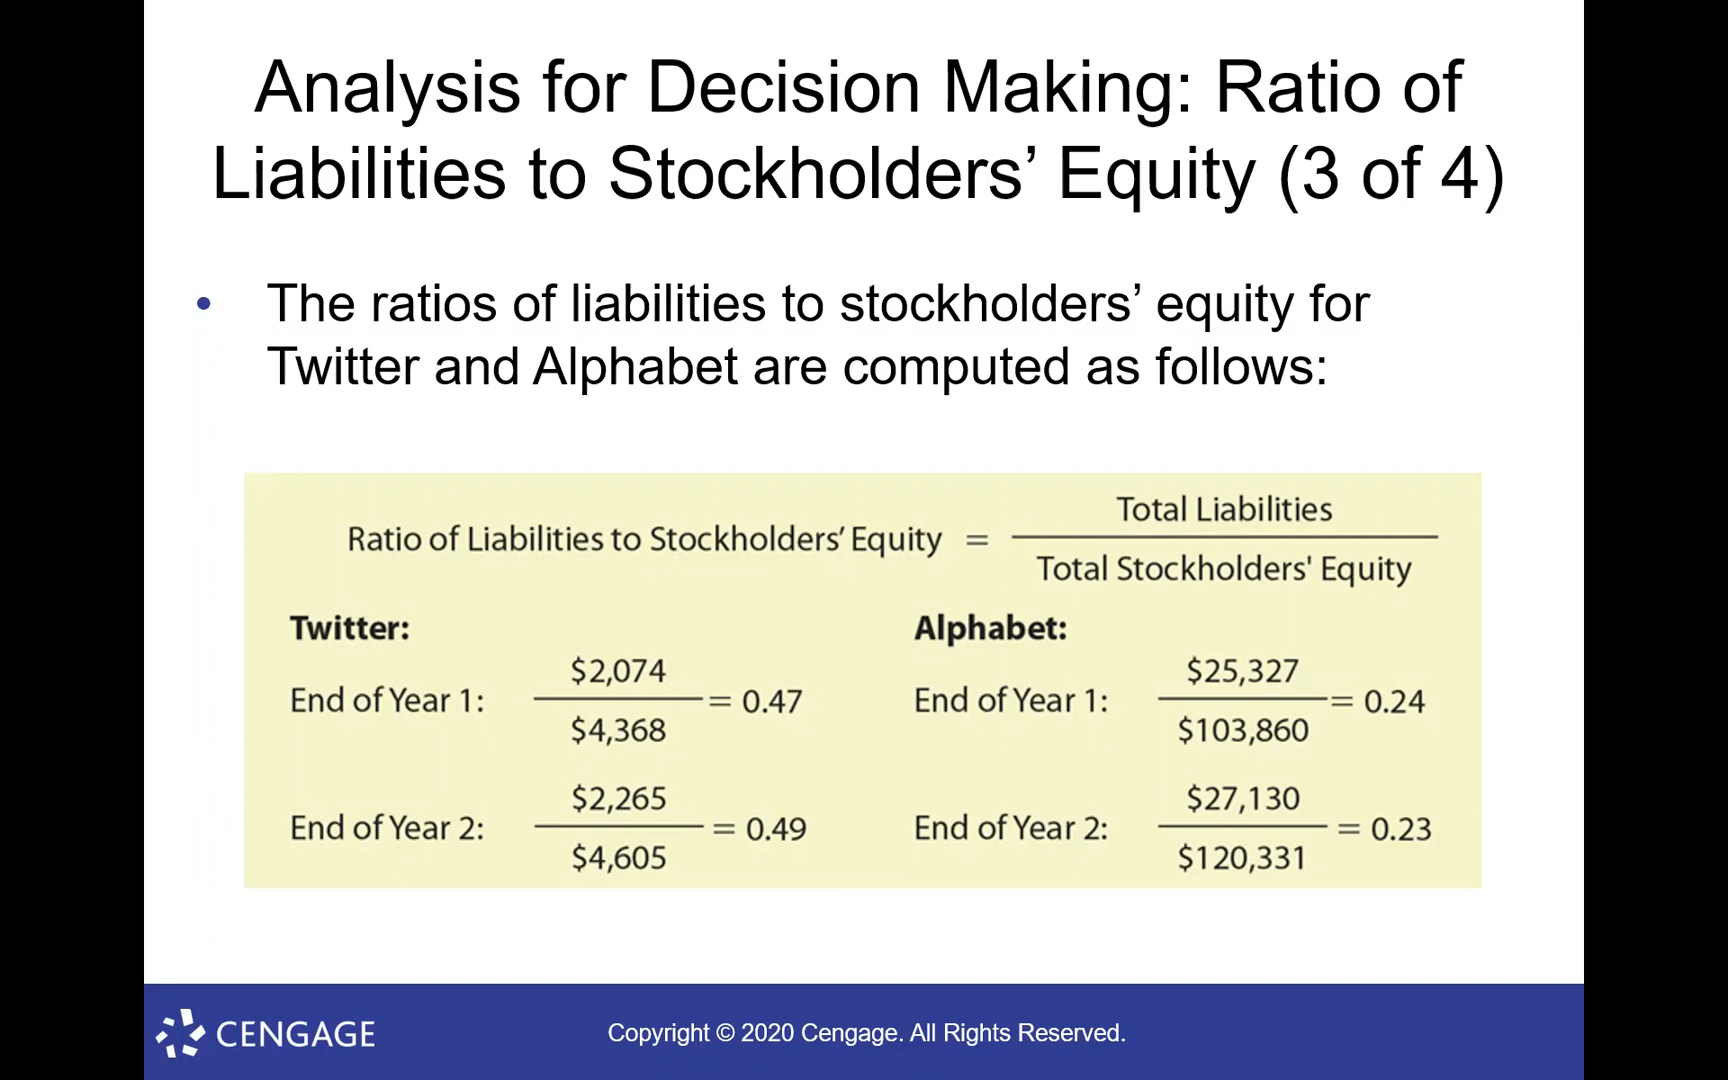 Analysis for Decision Making: Ratio of
Liabilities to Stockholders’ Equity (3 of 4)
• The ratios of liabilities to stockholders’ equity for
Twitter and Alphabet are computed as follows:
Total Liabilities
Ratio of Liabilities to Stockholders’ Equity =
Total Stockholders' Equity
Twitter:
$2,074
End of Year 1: = 0.47
$4,368
$2,265
End of Year 2: = 0.49
$4,605
Alphabet:
$25,327
End of Year 1: = 0.24
$103,860
$27,130
End of Year 2: = 0.23
$120,331
CENGAGE
Copyright © 2020 Cengage. All Rights Reserved.